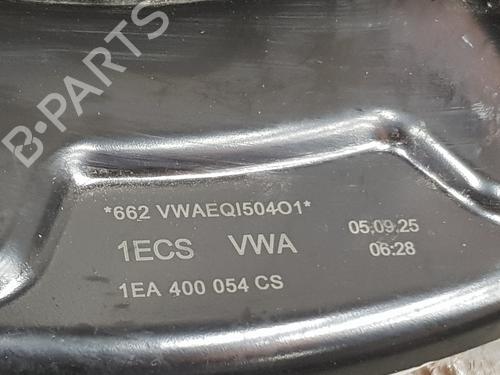 B-PARTS
*662 VWAEQI504O1*
1ECS VWA 05.09.25
06:28
1EA 400 054 CS